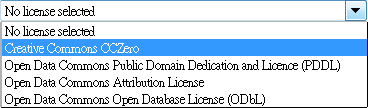 No license selected
No license selected
Creative Commons CCZero
Open Data Commons Public Domain Dedication and Licence (PDDL)
Open Data Commons Attribution License
Open Data Commons Open Database License (ODbL)